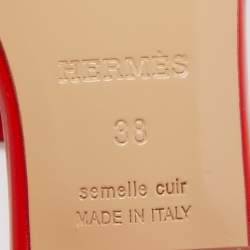 HERMÈS
38
semelle cuir
MADE IN ITALY